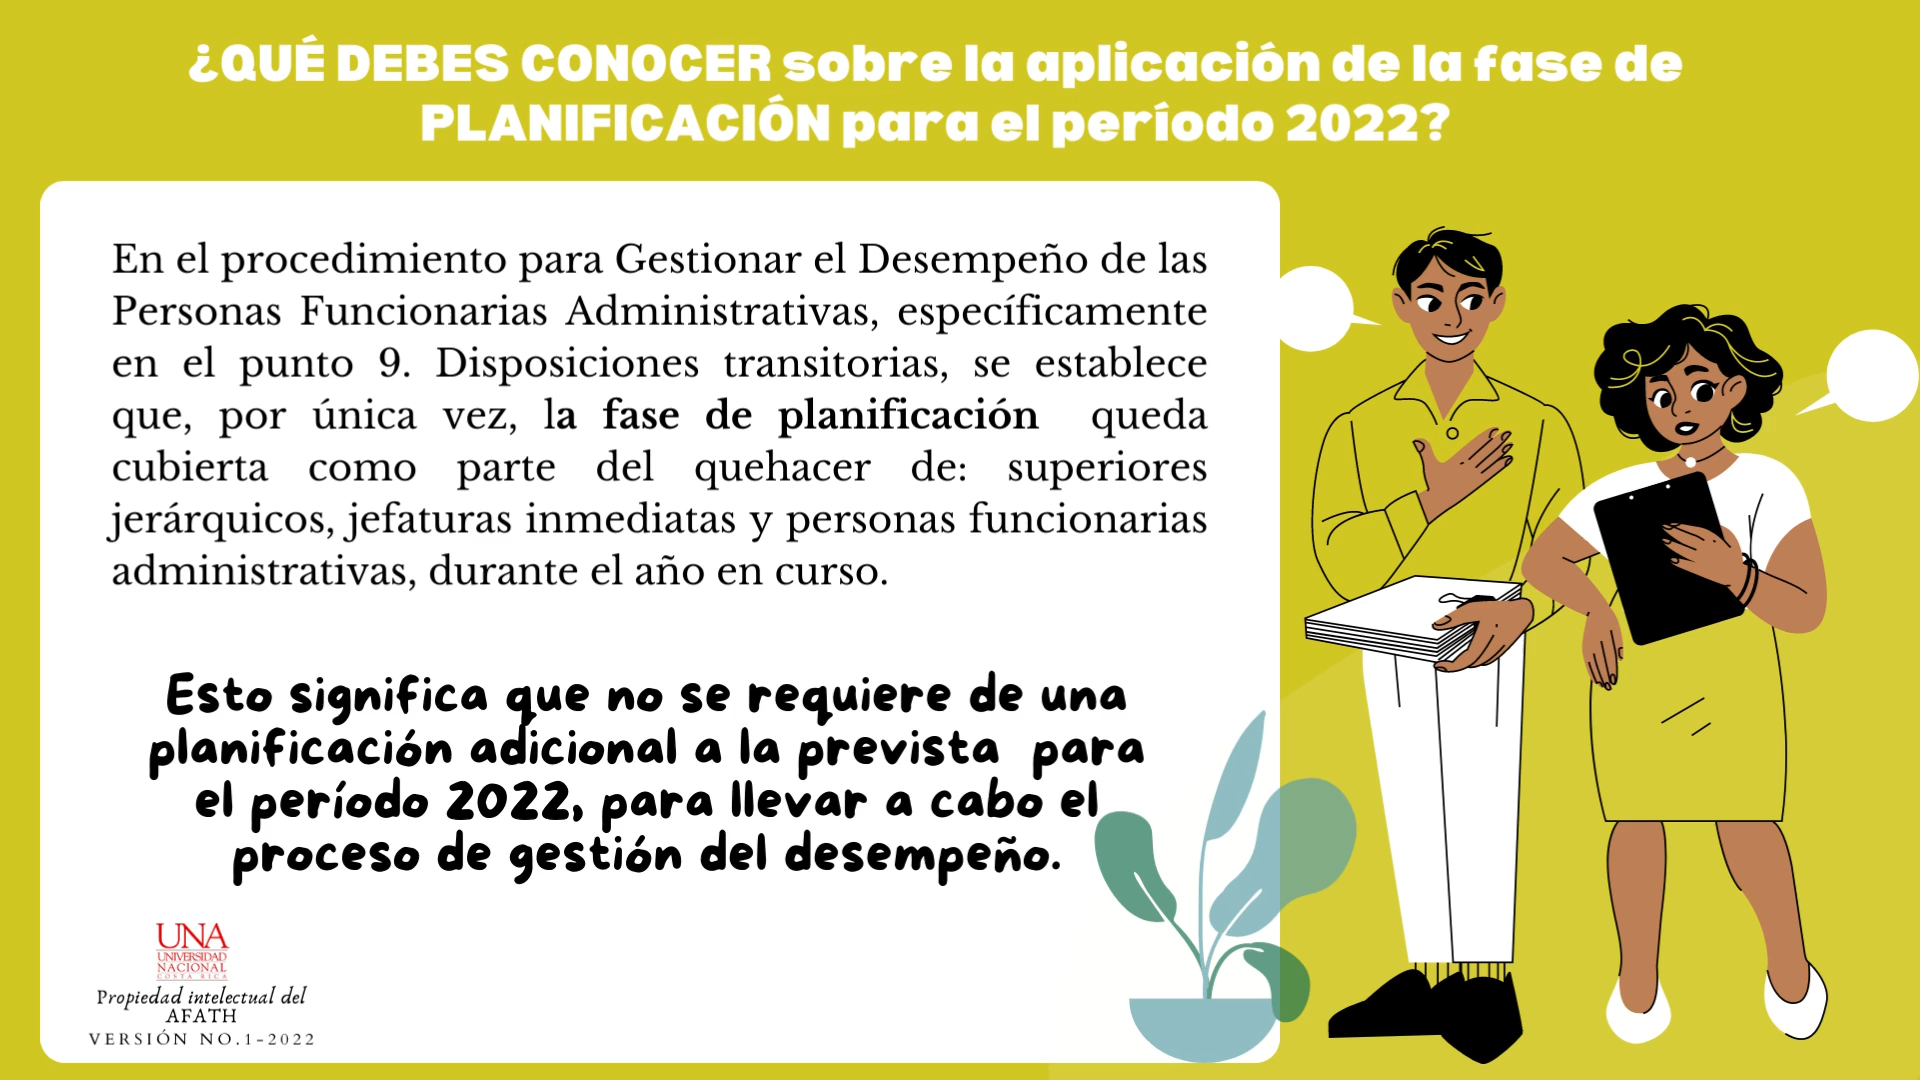 ¿QUÉ DEBES CONOCER sobre la aplicación de la fase de
PLANIFICACIÓN para el período 2022?
En el procedimiento para Gestionar el Desempeño de las
Personas Funcionarias Administrativas, específicamente
en el punto 9. Disposiciones transitorias, se establece
que, por única vez, la fase de planificación queda
cubierta como parte del quehacer de: superiores
jerárquicos, jefaturas inmediatas y personas funcionarias
administrativas, durante el año en curso.
Esto significa que no se requiere de una
planificación adicional a la prevista para
el período 2022, para llevar a cabo el
proceso de gestión del desempeño.
UNA
UNIVERSIDAD
NACIONAL
COSTA RICA
Propiedad intelectual del
AFATH
VERSIÓN NO.1-2022